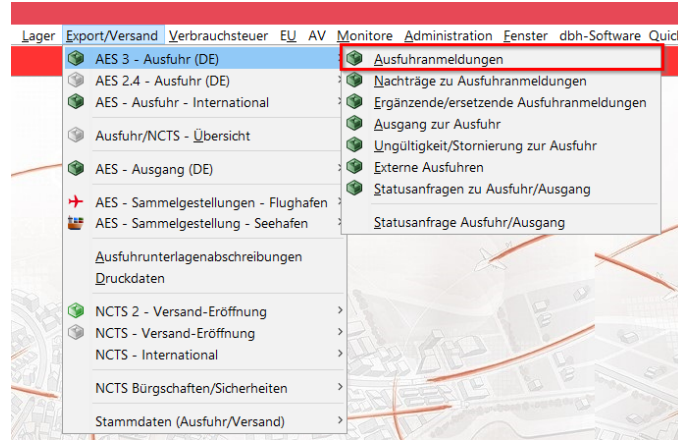 Lager Export/Versand Verbrauchsteuer EU AV Monitore Administration Fenster dbh-Software
AES 3 - Ausfuhr (DE)
AES 2.4 - Ausfuhr (DE)
AES - Ausfuhr - International
Ausfuhr/NCTS - Übersicht
AES - Ausgang (DE)
AES - Sammelgestellungen - Flughafen
AES - Sammelgestellung - Seehafen
Ausfuhrunterlagenabschreibungen
Druckdaten
NCTS 2 - Versand-Eröffnung
NCTS - Versand-Eröffnung
NCTS - International
NCTS Bürgschaften/Sicherheiten
Stammdaten (Ausfuhr/Versand)
Ausfuhranmeldungen
Nachträge zu Ausfuhranmeldungen
Ergänzende/ersetzende Ausfuhranmeldungen
Ausgang zur Ausfuhr
Ungültigkeit/Stornierung zur Ausfuhr
Externe Ausfuhren
Statusanfragen zu Ausfuhr/Ausgang
Statusanfrage Ausfuhr/Ausgang